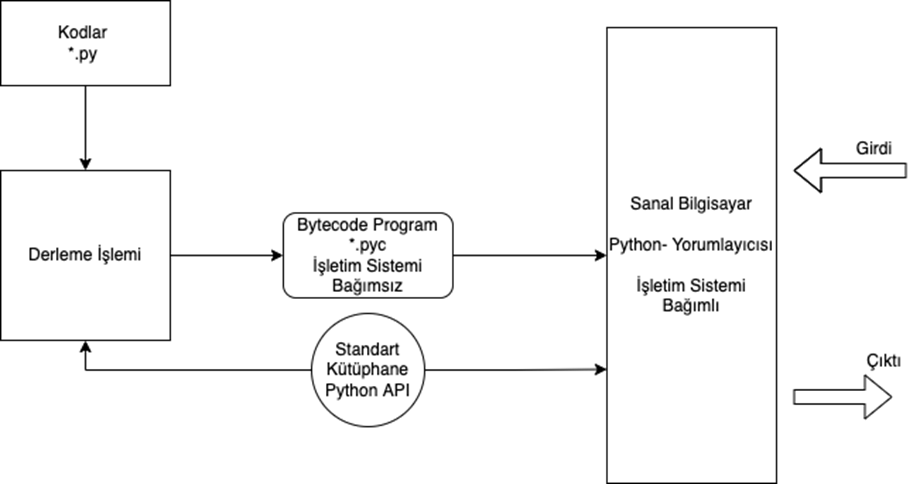 Kodlar
*.py
Derleme İşlemi
Bytecode Program
*.pyc
İşletim Sistemi
Bağımsız
Standart
Kütüphane
Python API
Sanal Bilgisayar
Python- Yorumlayıcısı
İşletim Sistemi
Bağımlı
Girdi
Çıktı